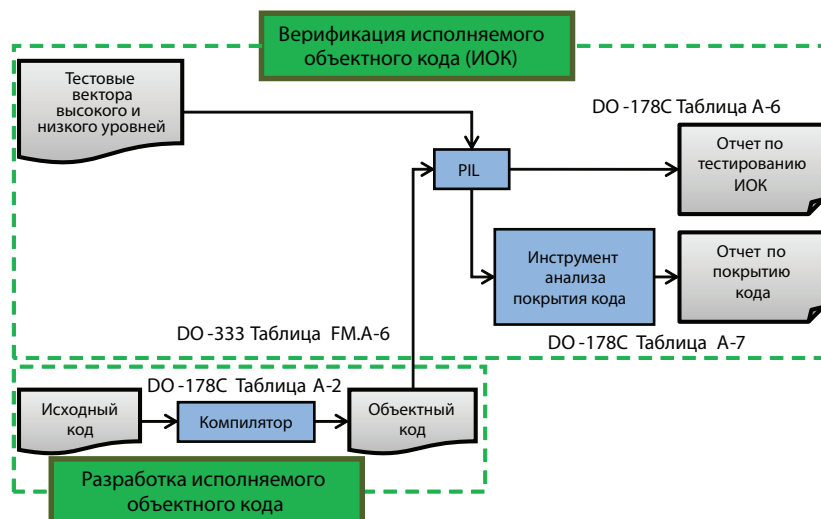 Верификация исполняемого
объектного кода (ИОК)
Тестовые
вектора
высокого и
низкого уровней
DO -178C Таблица А-6
PIL
Отчет по
тестированию
ИОК
Инструмент
анализа
покрытия кода
Отчет по
покрытию
кода
DO -333 Таблица FM.A-6
DO -178C Таблица А-7
DO -178C Таблица А-2
Исходный
код
Компилятор
Объектный
код
Разработка исполняемого
объектного кода